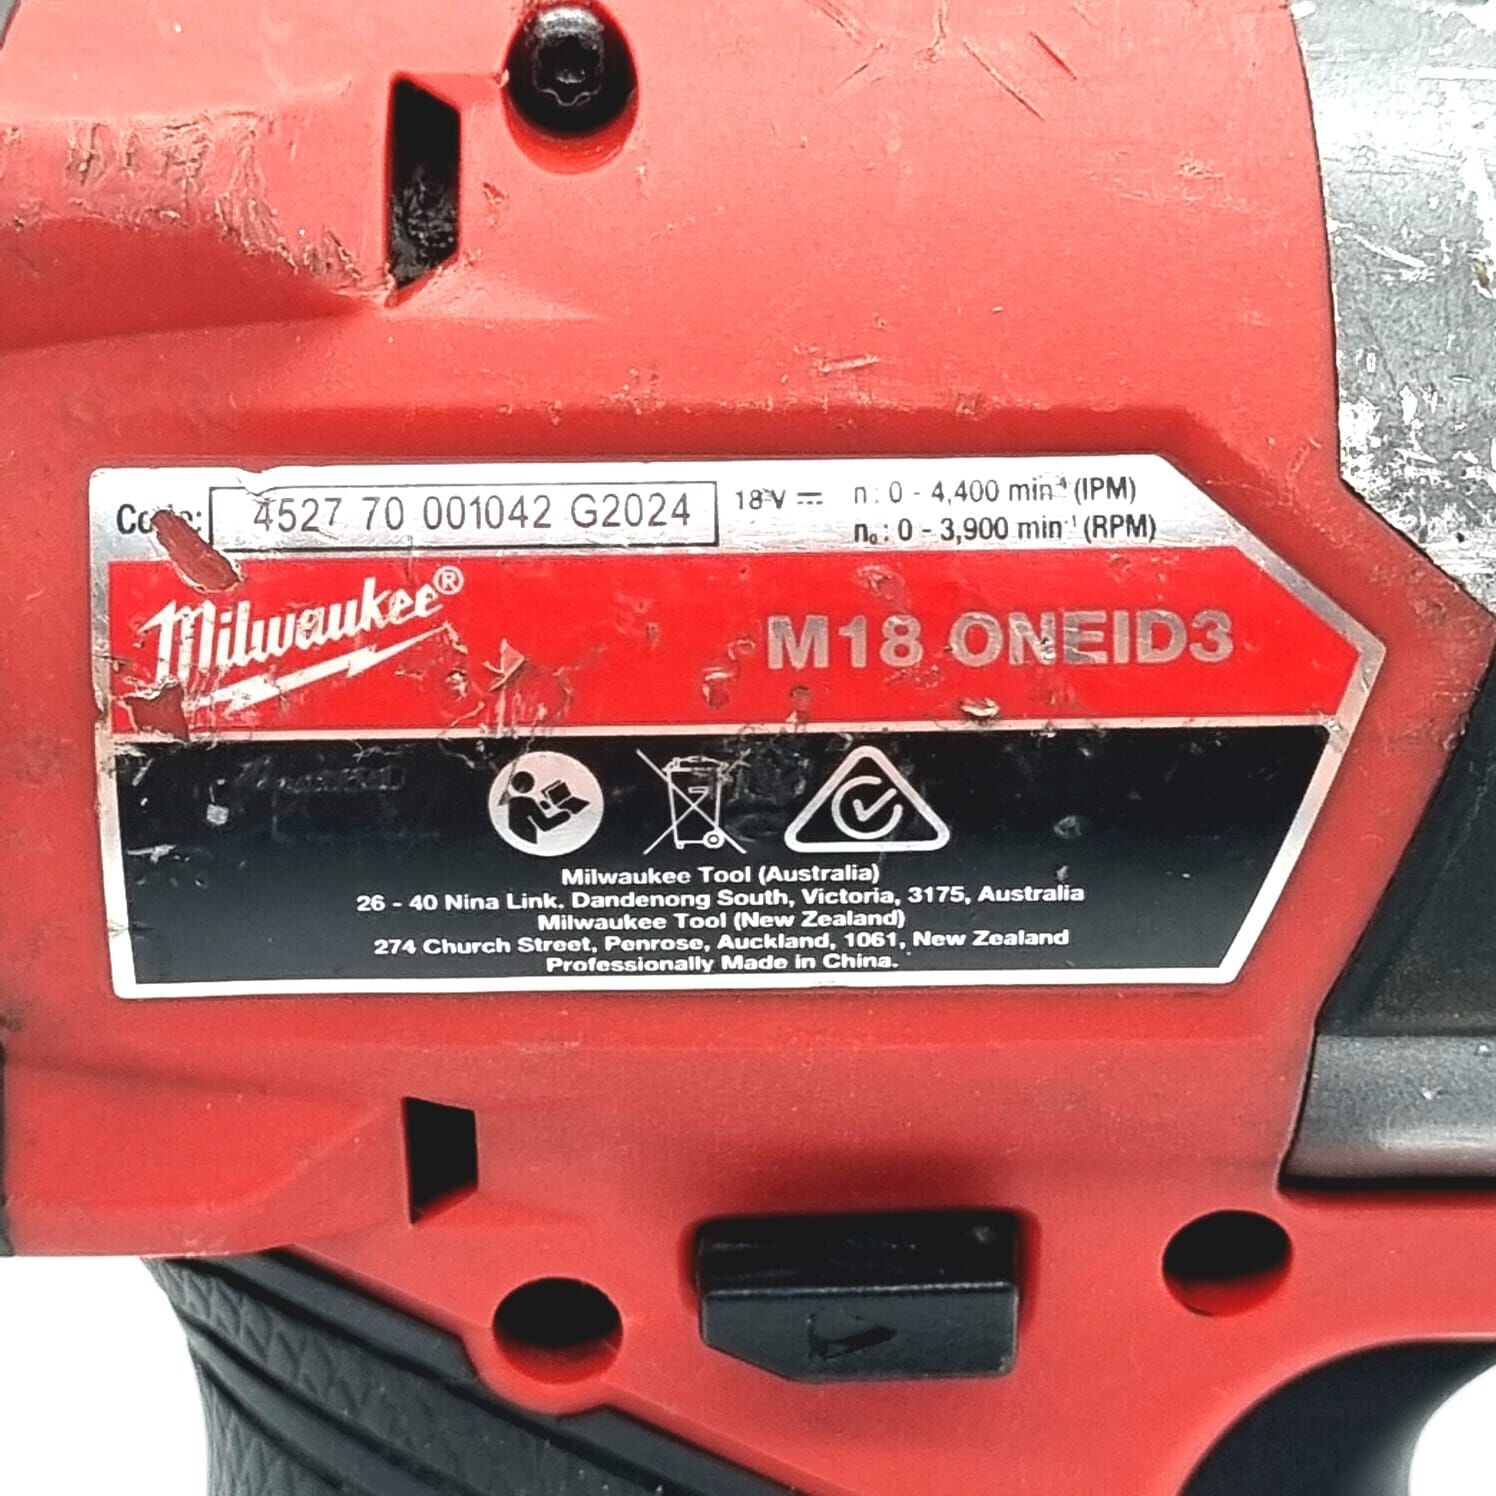 4527 70 001042 G2024
18 V ⎓ n : 0 - 4,400 min⁻¹ (IPM)
n₀ : 0 - 3,900 min⁻¹ (RPM)
Milwaukee®
M18 ONEID3
Milwaukee Tool (Australia)
26 - 40 Nina Link. Dandenong South, Victoria, 3175, Australia
Milwaukee Tool (New Zealand)
274 Church Street, Penrose, Auckland, 1061, New Zealand
Professionally Made in China.